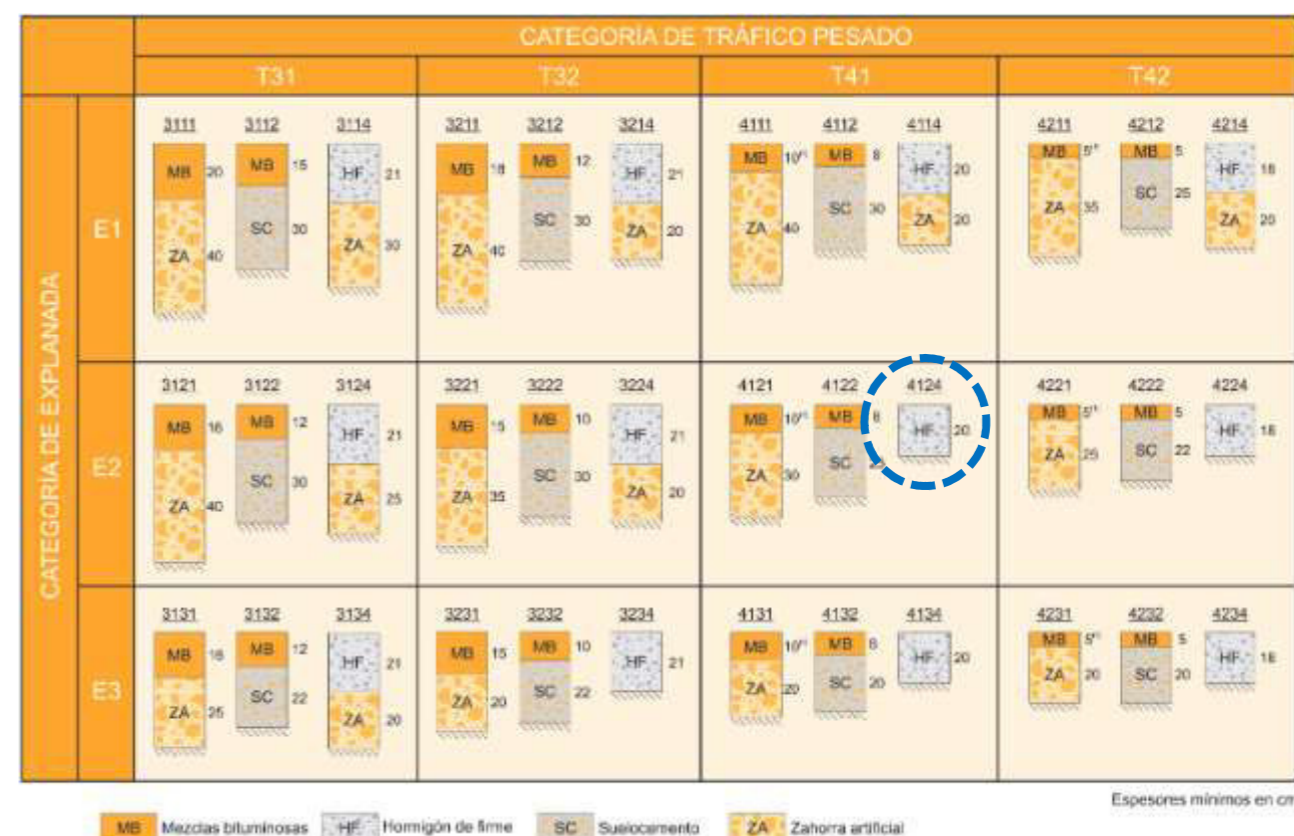 CATEGORÍA DE TRÁFICO PESADO
T31 T32 T41 T42
CATEGORÍA DE EXPLANADA
E1
3111 3112 3114 3211 3212 3214 4111 4112 4114 4211 4212 4214
MB 20 MB 15 HF 21 MB 18 MB 12 HF 21 MB 10 MB 8 HF 20 MB 5 MB 5 HF 18
ZA 40 SC 30 ZA 30 ZA 40 SC 30 ZA 20 ZA 40 SC 30 ZA 20 ZA 35 SC 25 ZA 20
E2
3121 3122 3124 3221 3222 3224 4121 4122 4124 4221 4222 4224
MB 16 MB 12 HF 21 MB 15 MB 10 HF 21 MB 10 MB 8 HF 20 MB 5 MB 5 HF 18
ZA 40 SC 30 ZA 25 ZA 35 SC 30 ZA 20 ZA 30 SC ZA 25 SC 22
E3
3131 3132 3134 3231 3232 3234 4131 4132 4134 4231 4232 4234
MB 16 MB 12 HF 21 MB 15 MB 10 HF 21 MB 10 MB 8 HF 20 MB 5 MB 5 HF 18
ZA 25 SC 22 ZA 20 ZA 20 SC 22 ZA 20 SC 20 ZA 20 SC 20
Espesores mínimos en cm
MB Mezclas bituminosas HF Hormigón de firme SC Suelocemento ZA Zahorra artificial